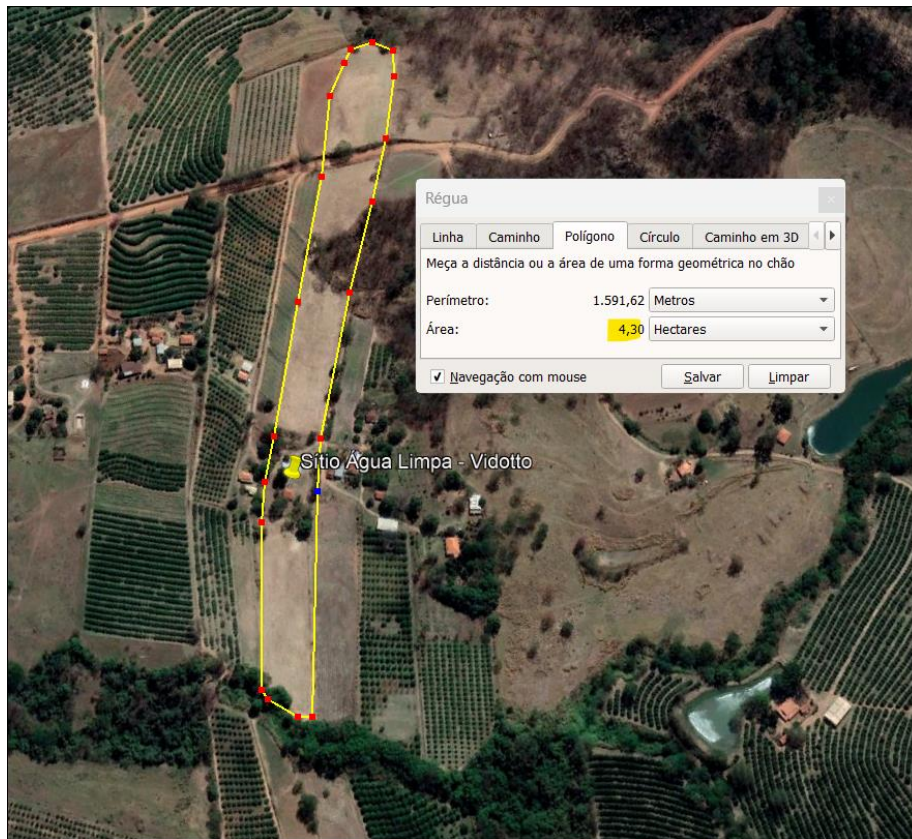 Régua
Linha Caminho Polígono Círculo Caminho em 3D
Meça a distância ou a área de uma forma geométrica no chão
Perímetro: 1.591,62 Metros
Área: 4,30 Hectares
Navegação com mouse Salvar Limpar
Sítio Água Limpa - Vidotto